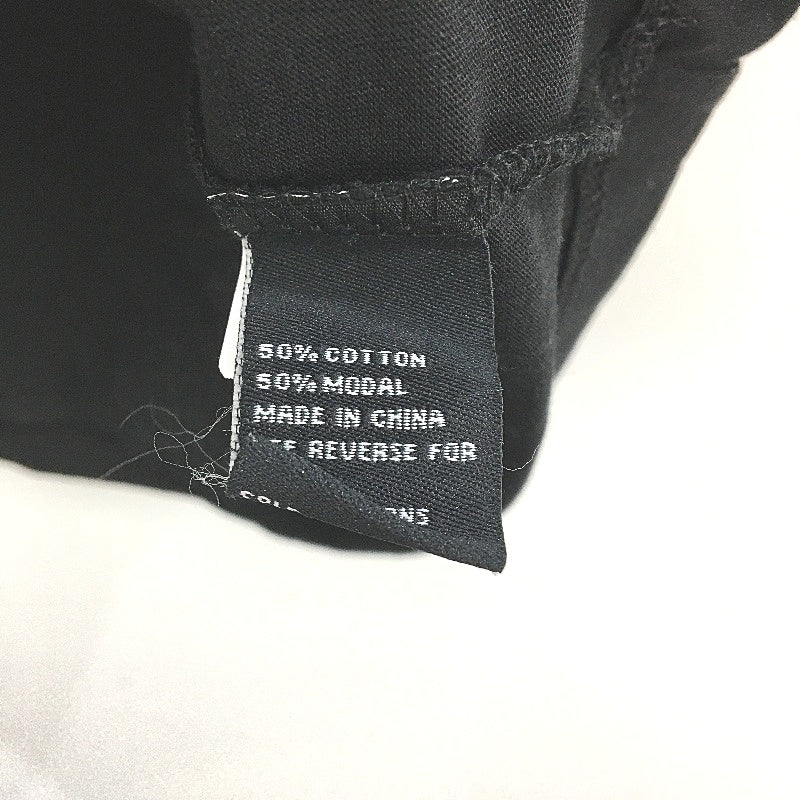 50% COTTON
50% MODAL
MADE IN CHINA
REVERSE FOR